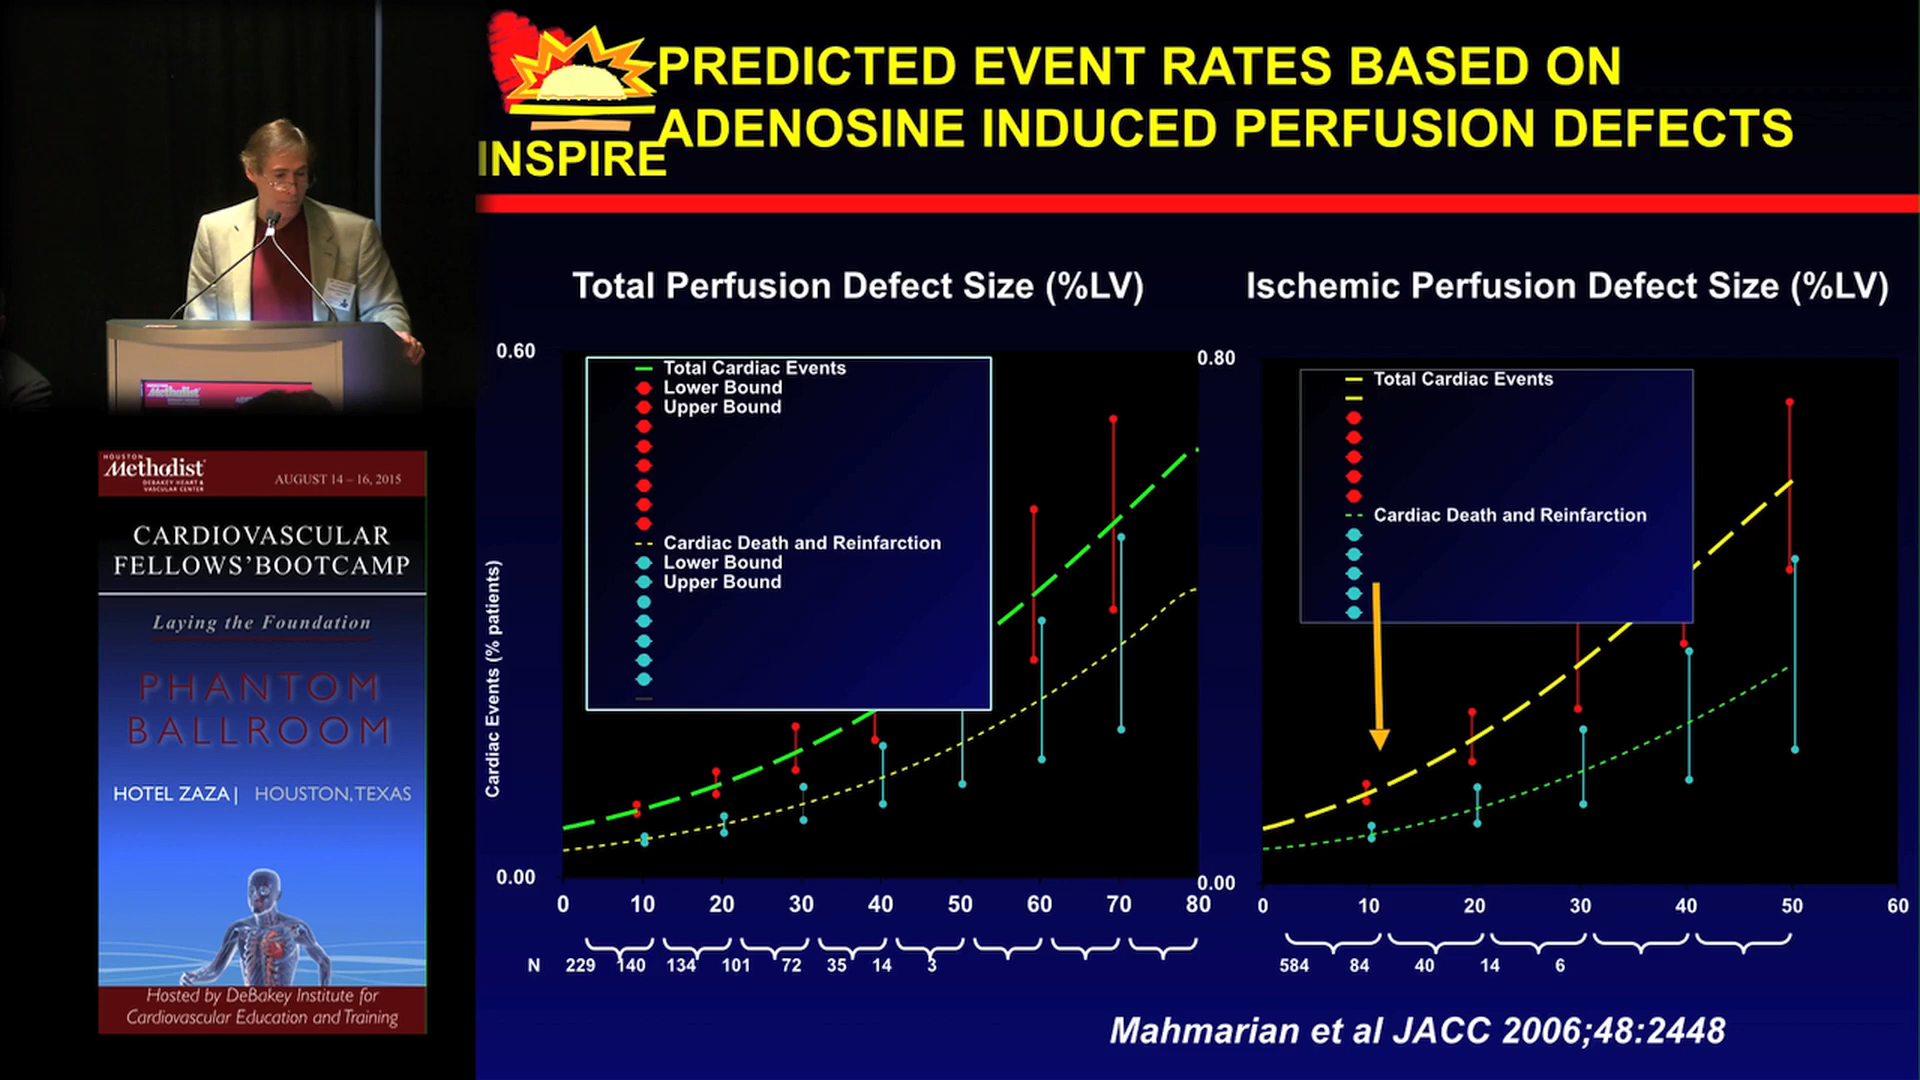 PREDICTED EVENT RATES BASED ON
ADENOSINE INDUCED PERFUSION DEFECTS
INSPIRE
Total Perfusion Defect Size (%LV)
0.60
Total Cardiac Events
Lower Bound
Upper Bound
Cardiac Death and Reinfarction
Lower Bound
Upper Bound
Cardiac Events (% patients)
0.00
0 10 20 30 40 50 60 70 80
N 229 140 134 101 72 35 14 3
Ischemic Perfusion Defect Size (%LV)
0.80
Total Cardiac Events
Cardiac Death and Reinfarction
0.00
0 10 20 30 40 50 60
584 84 40 14 6
Mahmarian et al JACC 2006;48:2448
Methodist
HOUSTON
Methodist
DEBAKEY HEART &
VASCULAR CENTER
AUGUST 14 – 16, 2015
CARDIOVASCULAR
FELLOWS'BOOTCAMP
Laying the Foundation
PHANTOM
BALLROOM
HOTEL ZAZA | HOUSTON, TEXAS
Hosted by DeBakey Institute for
Cardiovascular Education and Training